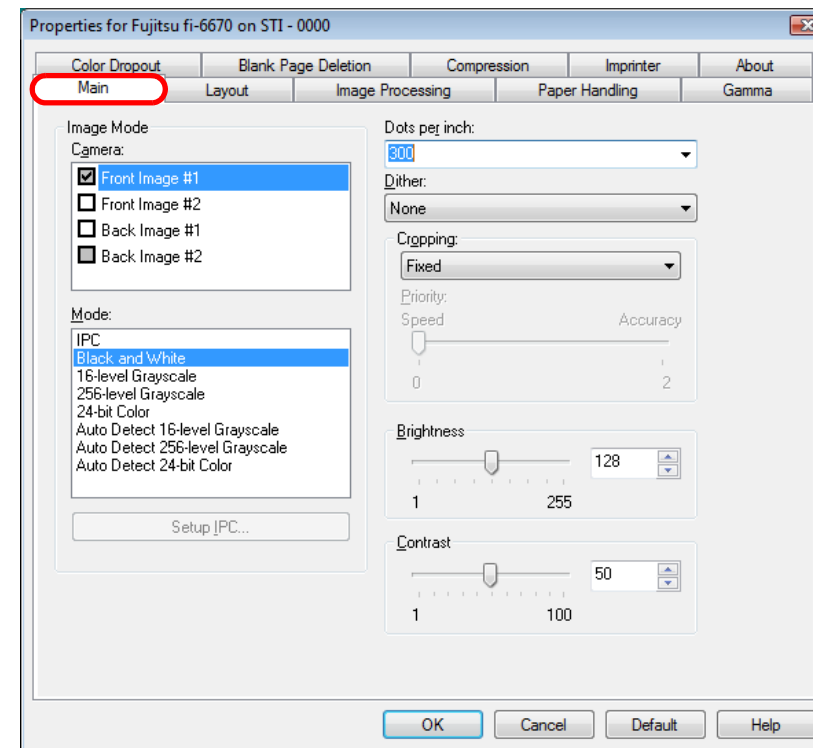 Properties for Fujitsu fi-6670 on STI - 0000
Color Dropout Blank Page Deletion Compression Imprinter About
Main Layout Image Processing Paper Handling Gamma
Image Mode
Camera:
Front Image #1
Front Image #2
Back Image #1
Back Image #2
Mode:
IPC
Black and White
16-level Grayscale
256-level Grayscale
24-bit Color
Auto Detect 16-level Grayscale
Auto Detect 256-level Grayscale
Auto Detect 24-bit Color
Setup IPC...
Dots per inch:
300
Dither:
None
Cropping:
Fixed
Priority:
Speed Accuracy
0 2
Brightness
128
1 255
Contrast
50
1 100
OK Cancel Default Help